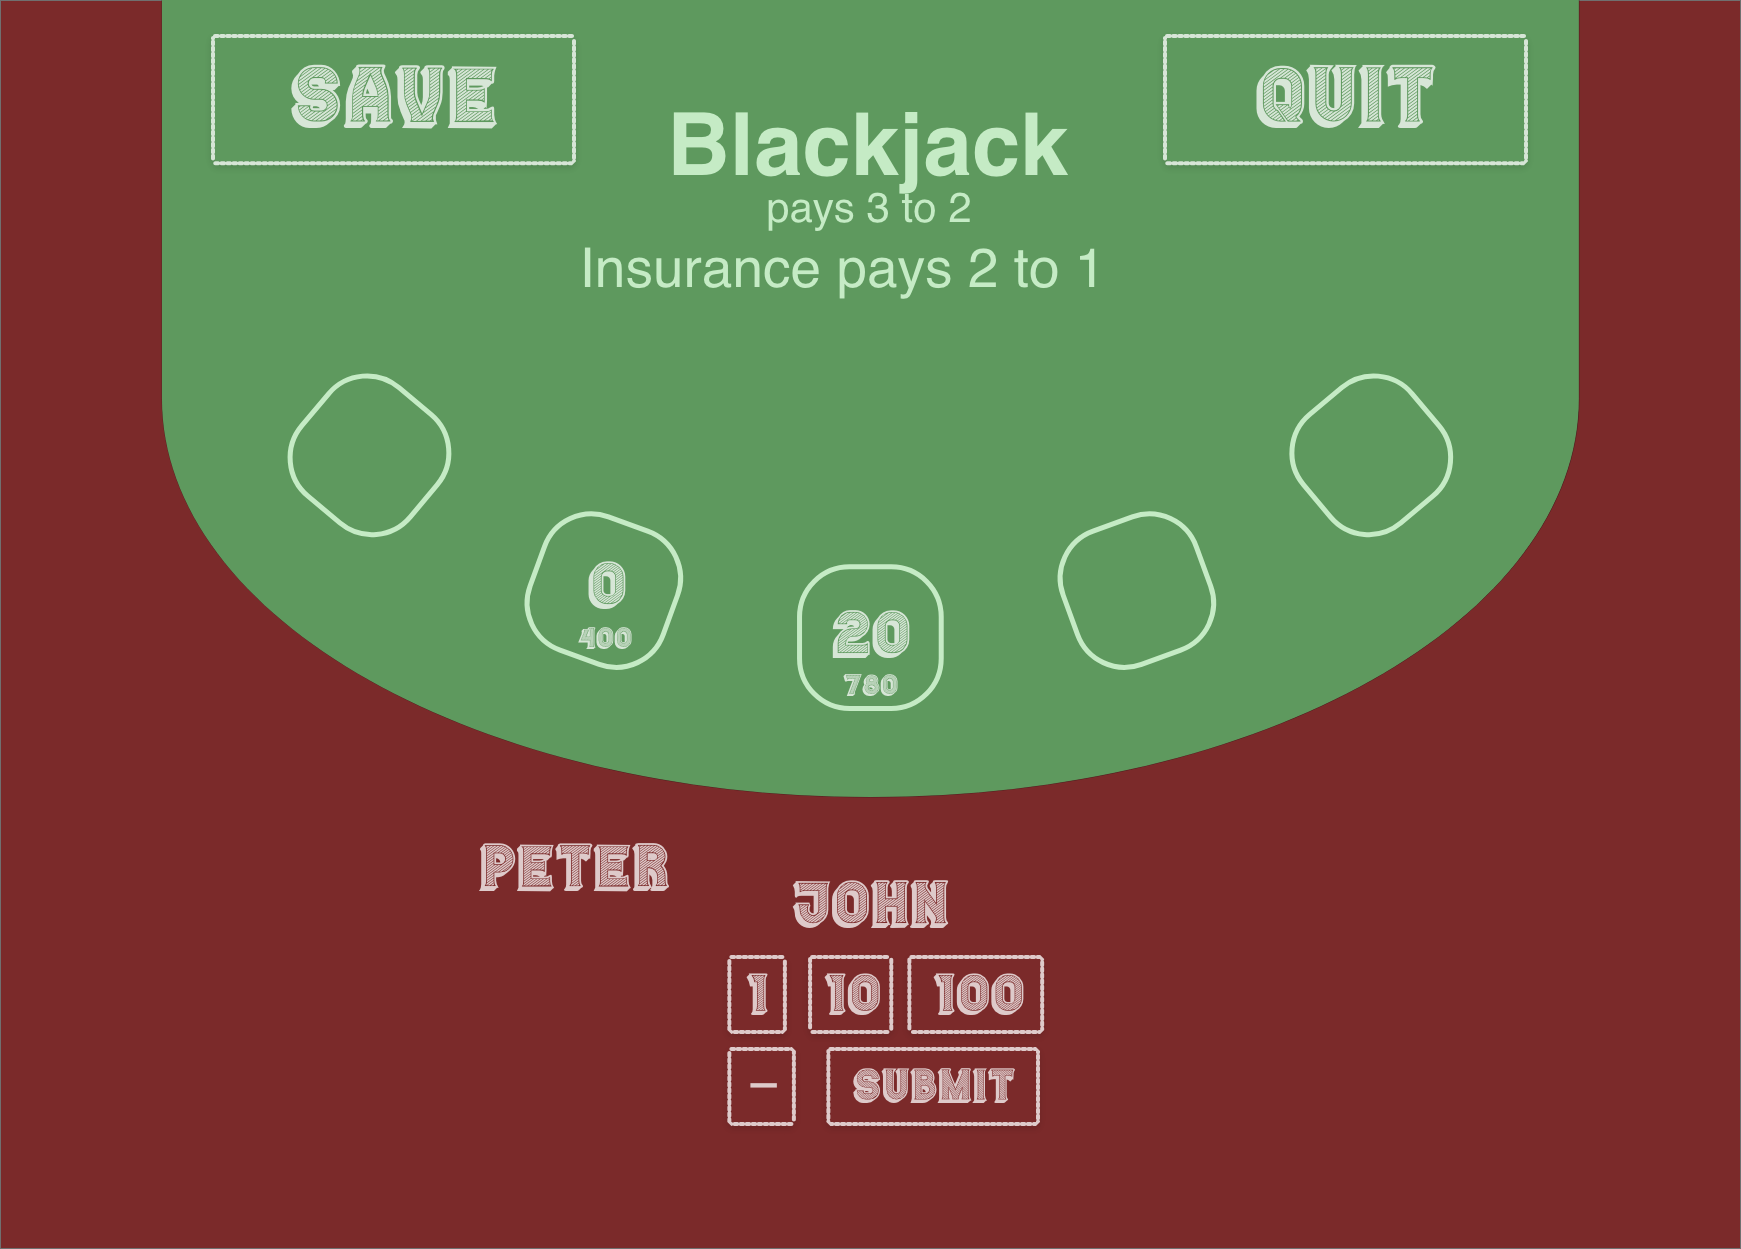 SAVE
QUIT
Blackjack
pays 3 to 2
Insurance pays 2 to 1
0
400
20
780
PETER
JOHN
1 10 100
– SUBMIT